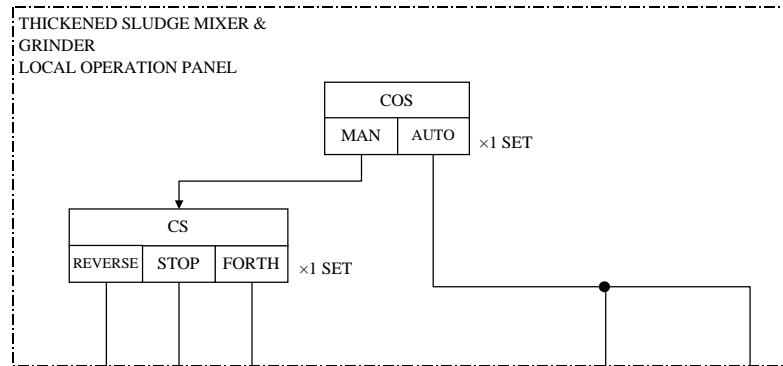 THICKENED SLUDGE MIXER &
GRINDER
LOCAL OPERATION PANEL
COS
MAN AUTO
×1 SET
CS
REVERSE STOP FORTH
×1 SET